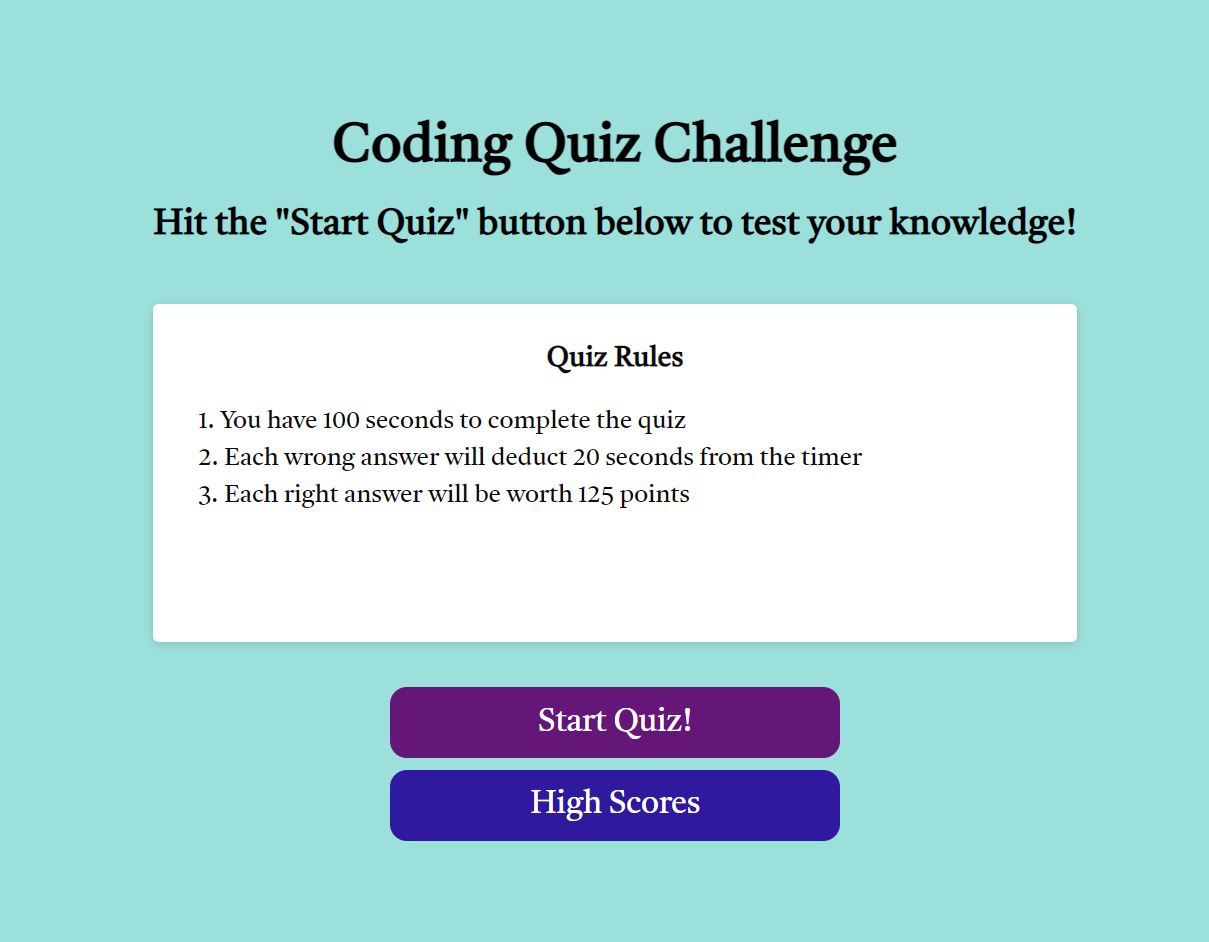 Coding Quiz Challenge
Hit the "Start Quiz" button below to test your knowledge!
Quiz Rules
1. You have 100 seconds to complete the quiz
2. Each wrong answer will deduct 20 seconds from the timer
3. Each right answer will be worth 125 points
Start Quiz!
High Scores